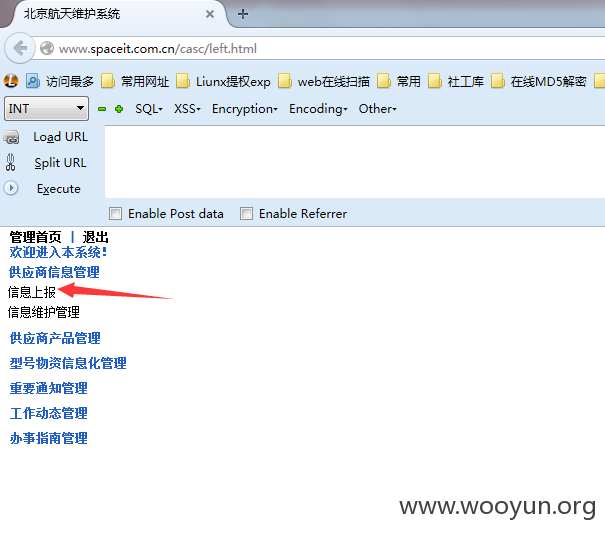 北京航天维护系统
www.spaceit.com.cn/casc/left.html
访问最多 常用网址 Liunx提权exp web在线扫描 常用 社工库 在线MD5解密
INT SQL XSS Encryption Encoding Other
Load URL
Split URL
Execute
Enable Post data Enable Referrer
管理首页 | 退出
欢迎进入本系统!
供应商信息管理
信息上报
信息维护管理
供应商产品管理
型号物资信息化管理
重要通知管理
工作动态管理
办事指南管理
www.wooyun.org